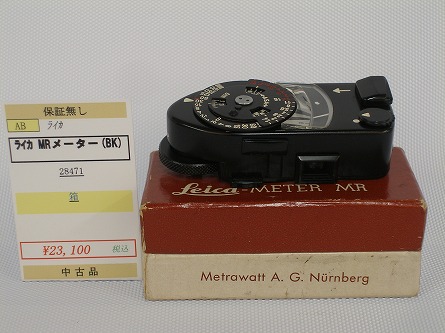 保証無し
AB ライカ
ライカ MRメーター(BK)
28471
箱
¥23,100 税込
中古品
Leica-METER MR
Metrawatt A. G. Nürnberg